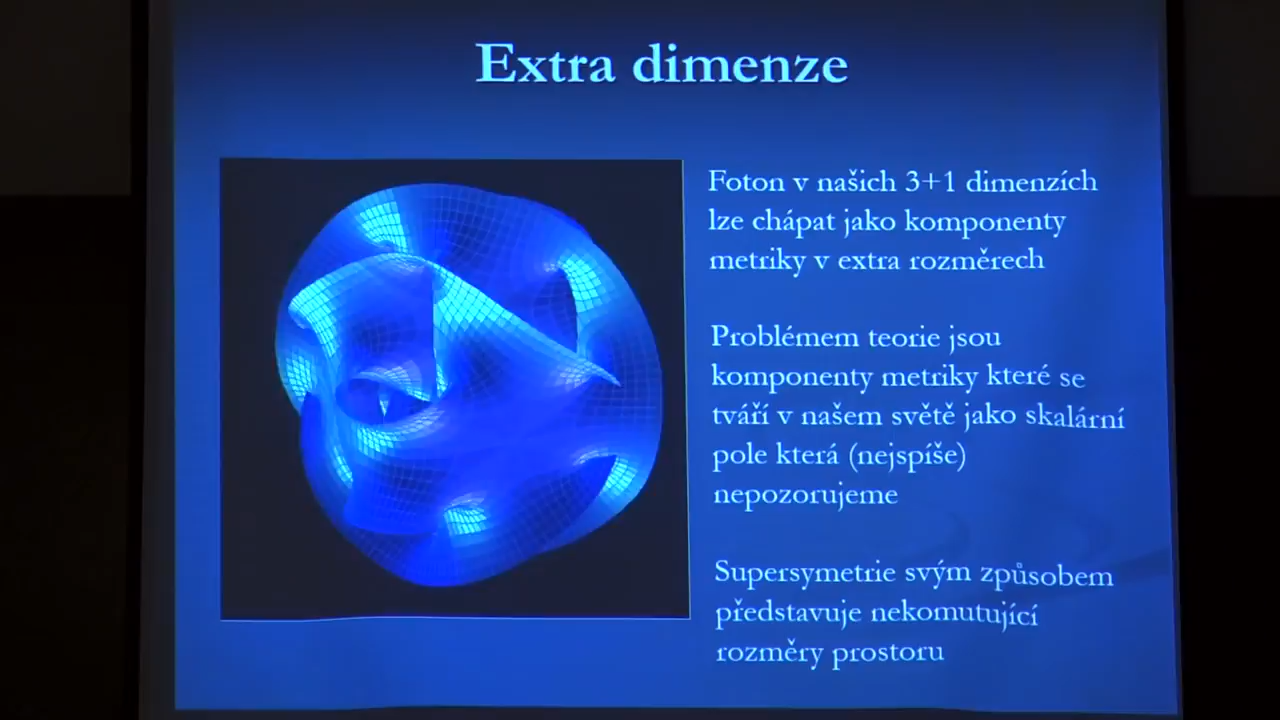 Extra dimenze
Foton v našich 3+1 dimenzích
lze chápat jako komponenty
metriky v extra rozměrech
Problémem teorie jsou
komponenty metriky které se
tváří v našem světě jako skalární
pole která (nejspíše)
nepozorujeme
Supersymetrie svým způsobem
představuje nekomutující
rozměry prostoru